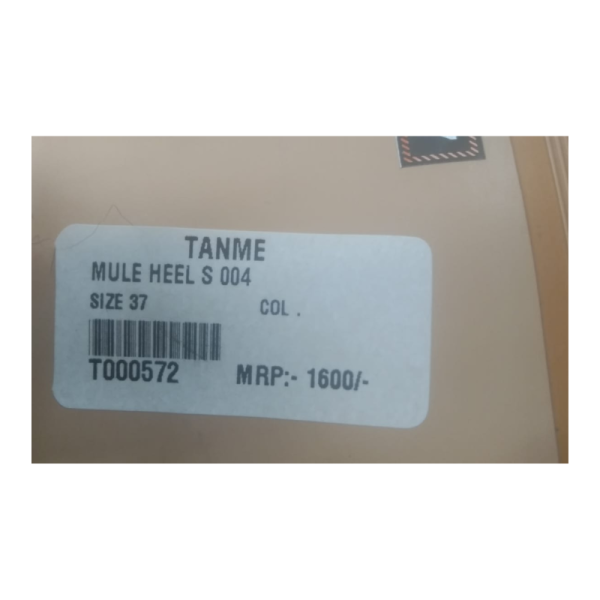 TANME
MULE HEEL S 004
SIZE 37 COL .
T000572 MRP:- 1600/-